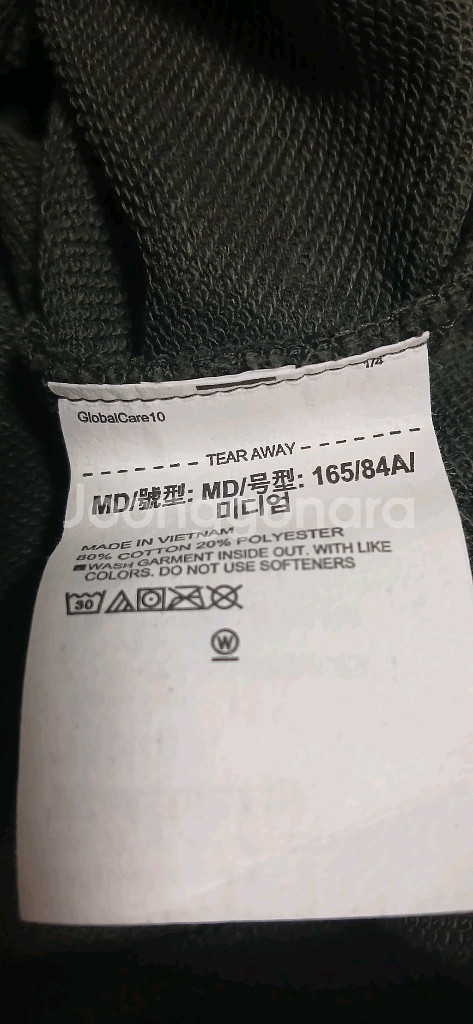 1/4
GlobalCare10
TEAR AWAY
MD/號型: MD/号型: 165/84A/
미디엄
MADE IN VIETNAM
80% COTTON 20% POLYESTER
WASH GARMENT INSIDE OUT. WITH LIKE
COLORS. DO NOT USE SOFTENERS
30
W
Joonggonara